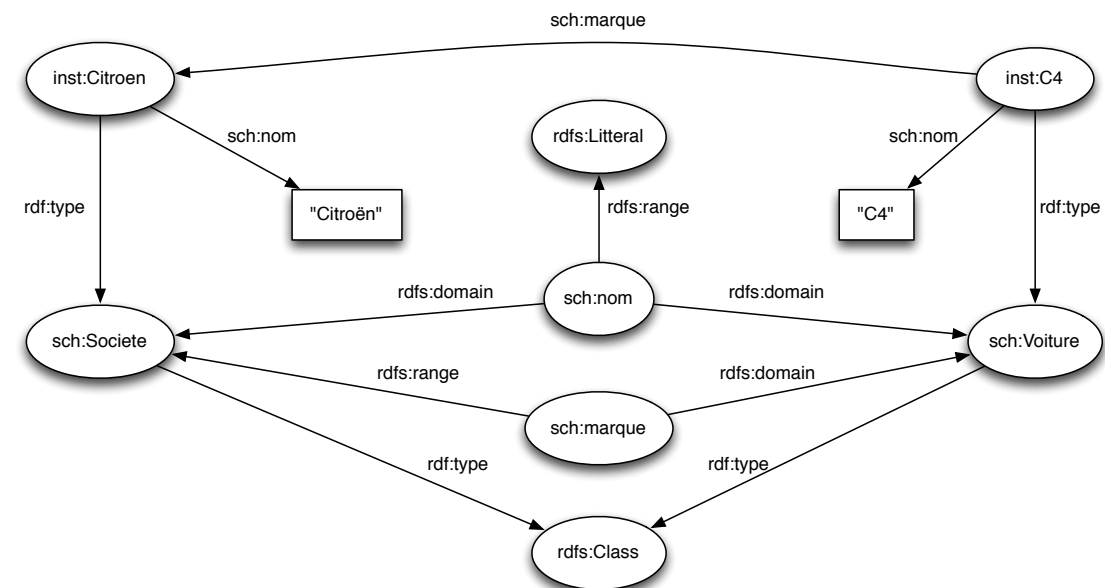 sch:marque
inst:Citroen
inst:C4
sch:nom
rdfs:Litteral
sch:nom
rdf:type
"Citroën"
rdfs:range
"C4"
rdf:type
rdfs:domain
sch:nom
rdfs:domain
sch:Societe
sch:Voiture
rdfs:range
rdfs:domain
sch:marque
rdf:type
rdf:type
rdfs:Class